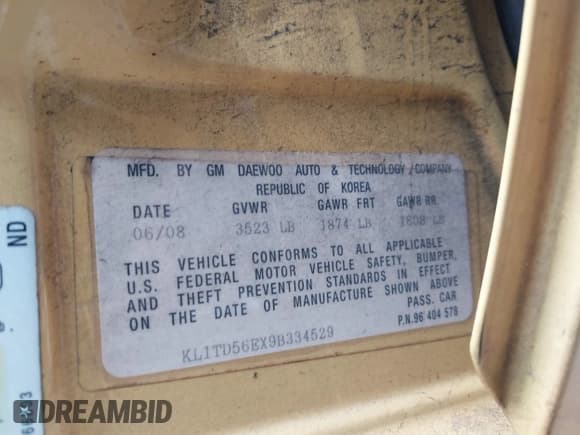 MFD. BY GM DAEWOO AUTO & TECHNOLOGY COMPANY
REPUBLIC OF KOREA
DATE GVWR GAWR FRT GAWR RR
06/08 3523 LB 1874 LB 1808 LB
THIS VEHICLE CONFORMS TO ALL APPLICABLE
U.S. FEDERAL MOTOR VEHICLE SAFETY, BUMPER,
AND THEFT PREVENTION STANDARDS IN EFFECT
ON THE DATE OF MANUFACTURE SHOWN ABOVE
PASS. CAR
P.N.96 404 579
KL1TD56EX9B334529
ND
DREAMBID